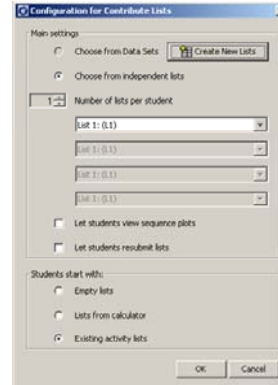 Configuration for Contribute Lists
Main settings
Choose from Data Sets
Create New Lists
Choose from independent lists
1 Number of lists per student
List 1: (L1)
List 1: (L1)
List 1: (L1)
List 1: (L1)
Let students view sequence plots
Let students resubmit lists
Students start with:
Empty lists
Lists from calculator
Existing activity lists
OK Cancel